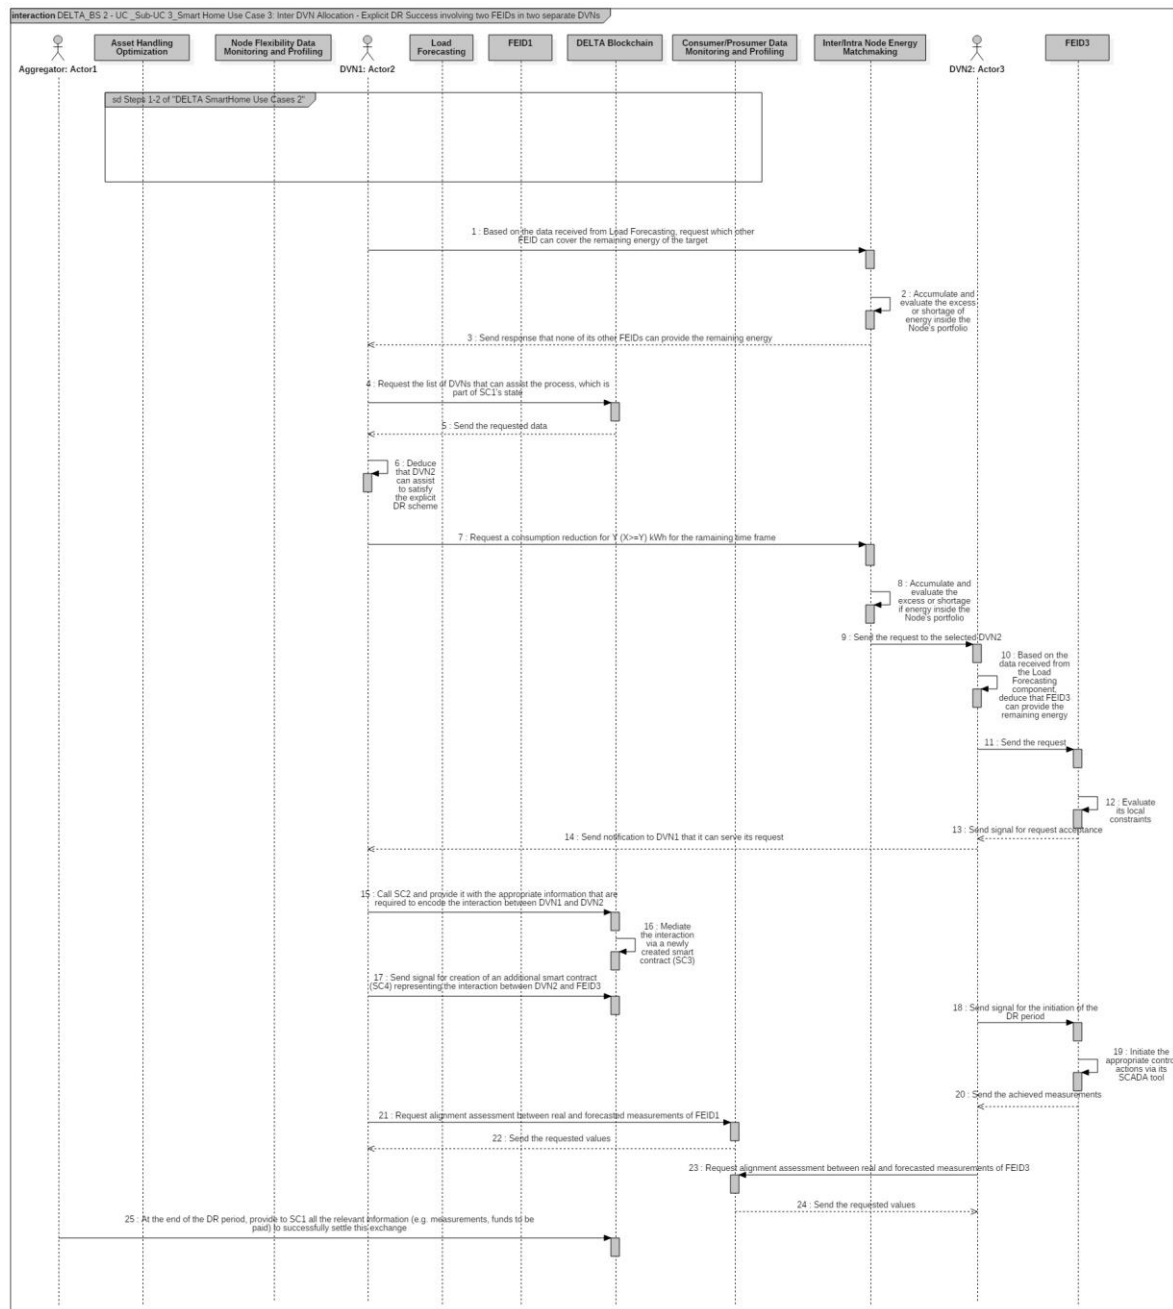 interaction DELTA_BS 2 - UC _Sub-UC 3_Smart Home Use Case 3: Inter DVN Allocation - Explicit DR Success involving two FEIDs in two separate DVNs
Aggregator: Actor1
Asset Handling
Optimization
Node Flexibility Data
Monitoring and Profiling
DVN1: Actor2
Load
Forecasting
FEID1
DELTA Blockchain
Consumer/Prosumer Data
Monitoring and Profiling
Inter/Intra Node Energy
Matchmaking
DVN2: Actor3
FEID3
sd Steps 1-2 of "DELTA SmartHome Use Cases 2"
1 : Based on the data received from Load Forecasting, request which other
FEID can cover the remaining energy of the target
2 : Accumulate and
evaluate the excess
or shortage of
energy inside the
Node's portfolio
3 : Send response that none of its other FEIDs can provide the remaining energy
4 : Request the list of DVNs that can assist the process, which is
part of SC1's state
5 : Send the requested data
6 : Deduce
that DVN2
can assist
to satisfy
the explicit
DR scheme
7 : Request a consumption reduction for Y (X>=Y) kWh for the ramaining time frame
8 : Accumulate and
evaluate the
excess or shortage
if energy inside the
Node's portfolio
9 : Send the request to the selected DVN2
10 : Based on the
data received from
the Load
Forecasting
component,
deduce that FEID3
can provide the
remaining energy
11 : Send the request
12 : Evaluate
its local
constraints
13 : Send signal for request acceptance
14 : Send notification to DVN1 that it can serve its request
15 : Call SC2 and provide it with the appropriate information that are
required to encode the interaction between DVN1 and DVN2
16 : Mediate
the interaction
via a newly
created smart
contract (SC3)
17 : Send signal for creation of an additional smart contract
(SC4) representing the interaction between DVN2 and FEID3
18 : Send signal for the initiation of the
DR period
19 : Initiate the
appropriate contro
actions via its
SCADA tool
20 : Send the achieved measurements
21 : Request alignment assessment between real and forecasted measurements of FEID1
22 : Send the requested values
23 : Request alignment assessment between real and forecasted measurements of FEID3
24 : Send the requested values
25 : At the end of the DR period, provide to SC1 all the relevant information (e.g. measurements, funds to be
paid) to successfully settle this exchange